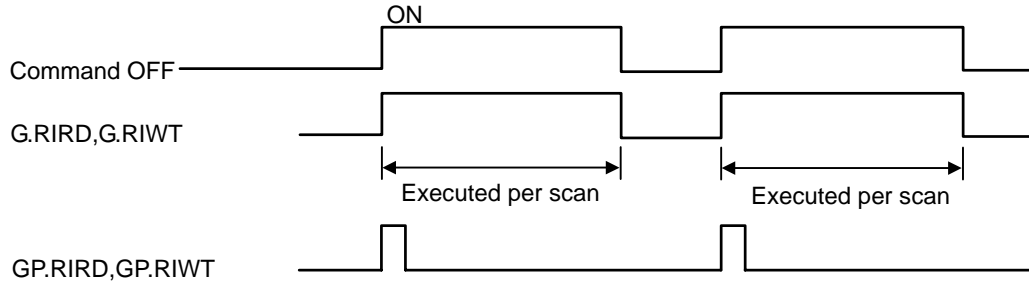 ON
Command OFF
G.RIRD,G.RIWT
Executed per scan
Executed per scan
GP.RIRD,GP.RIWT